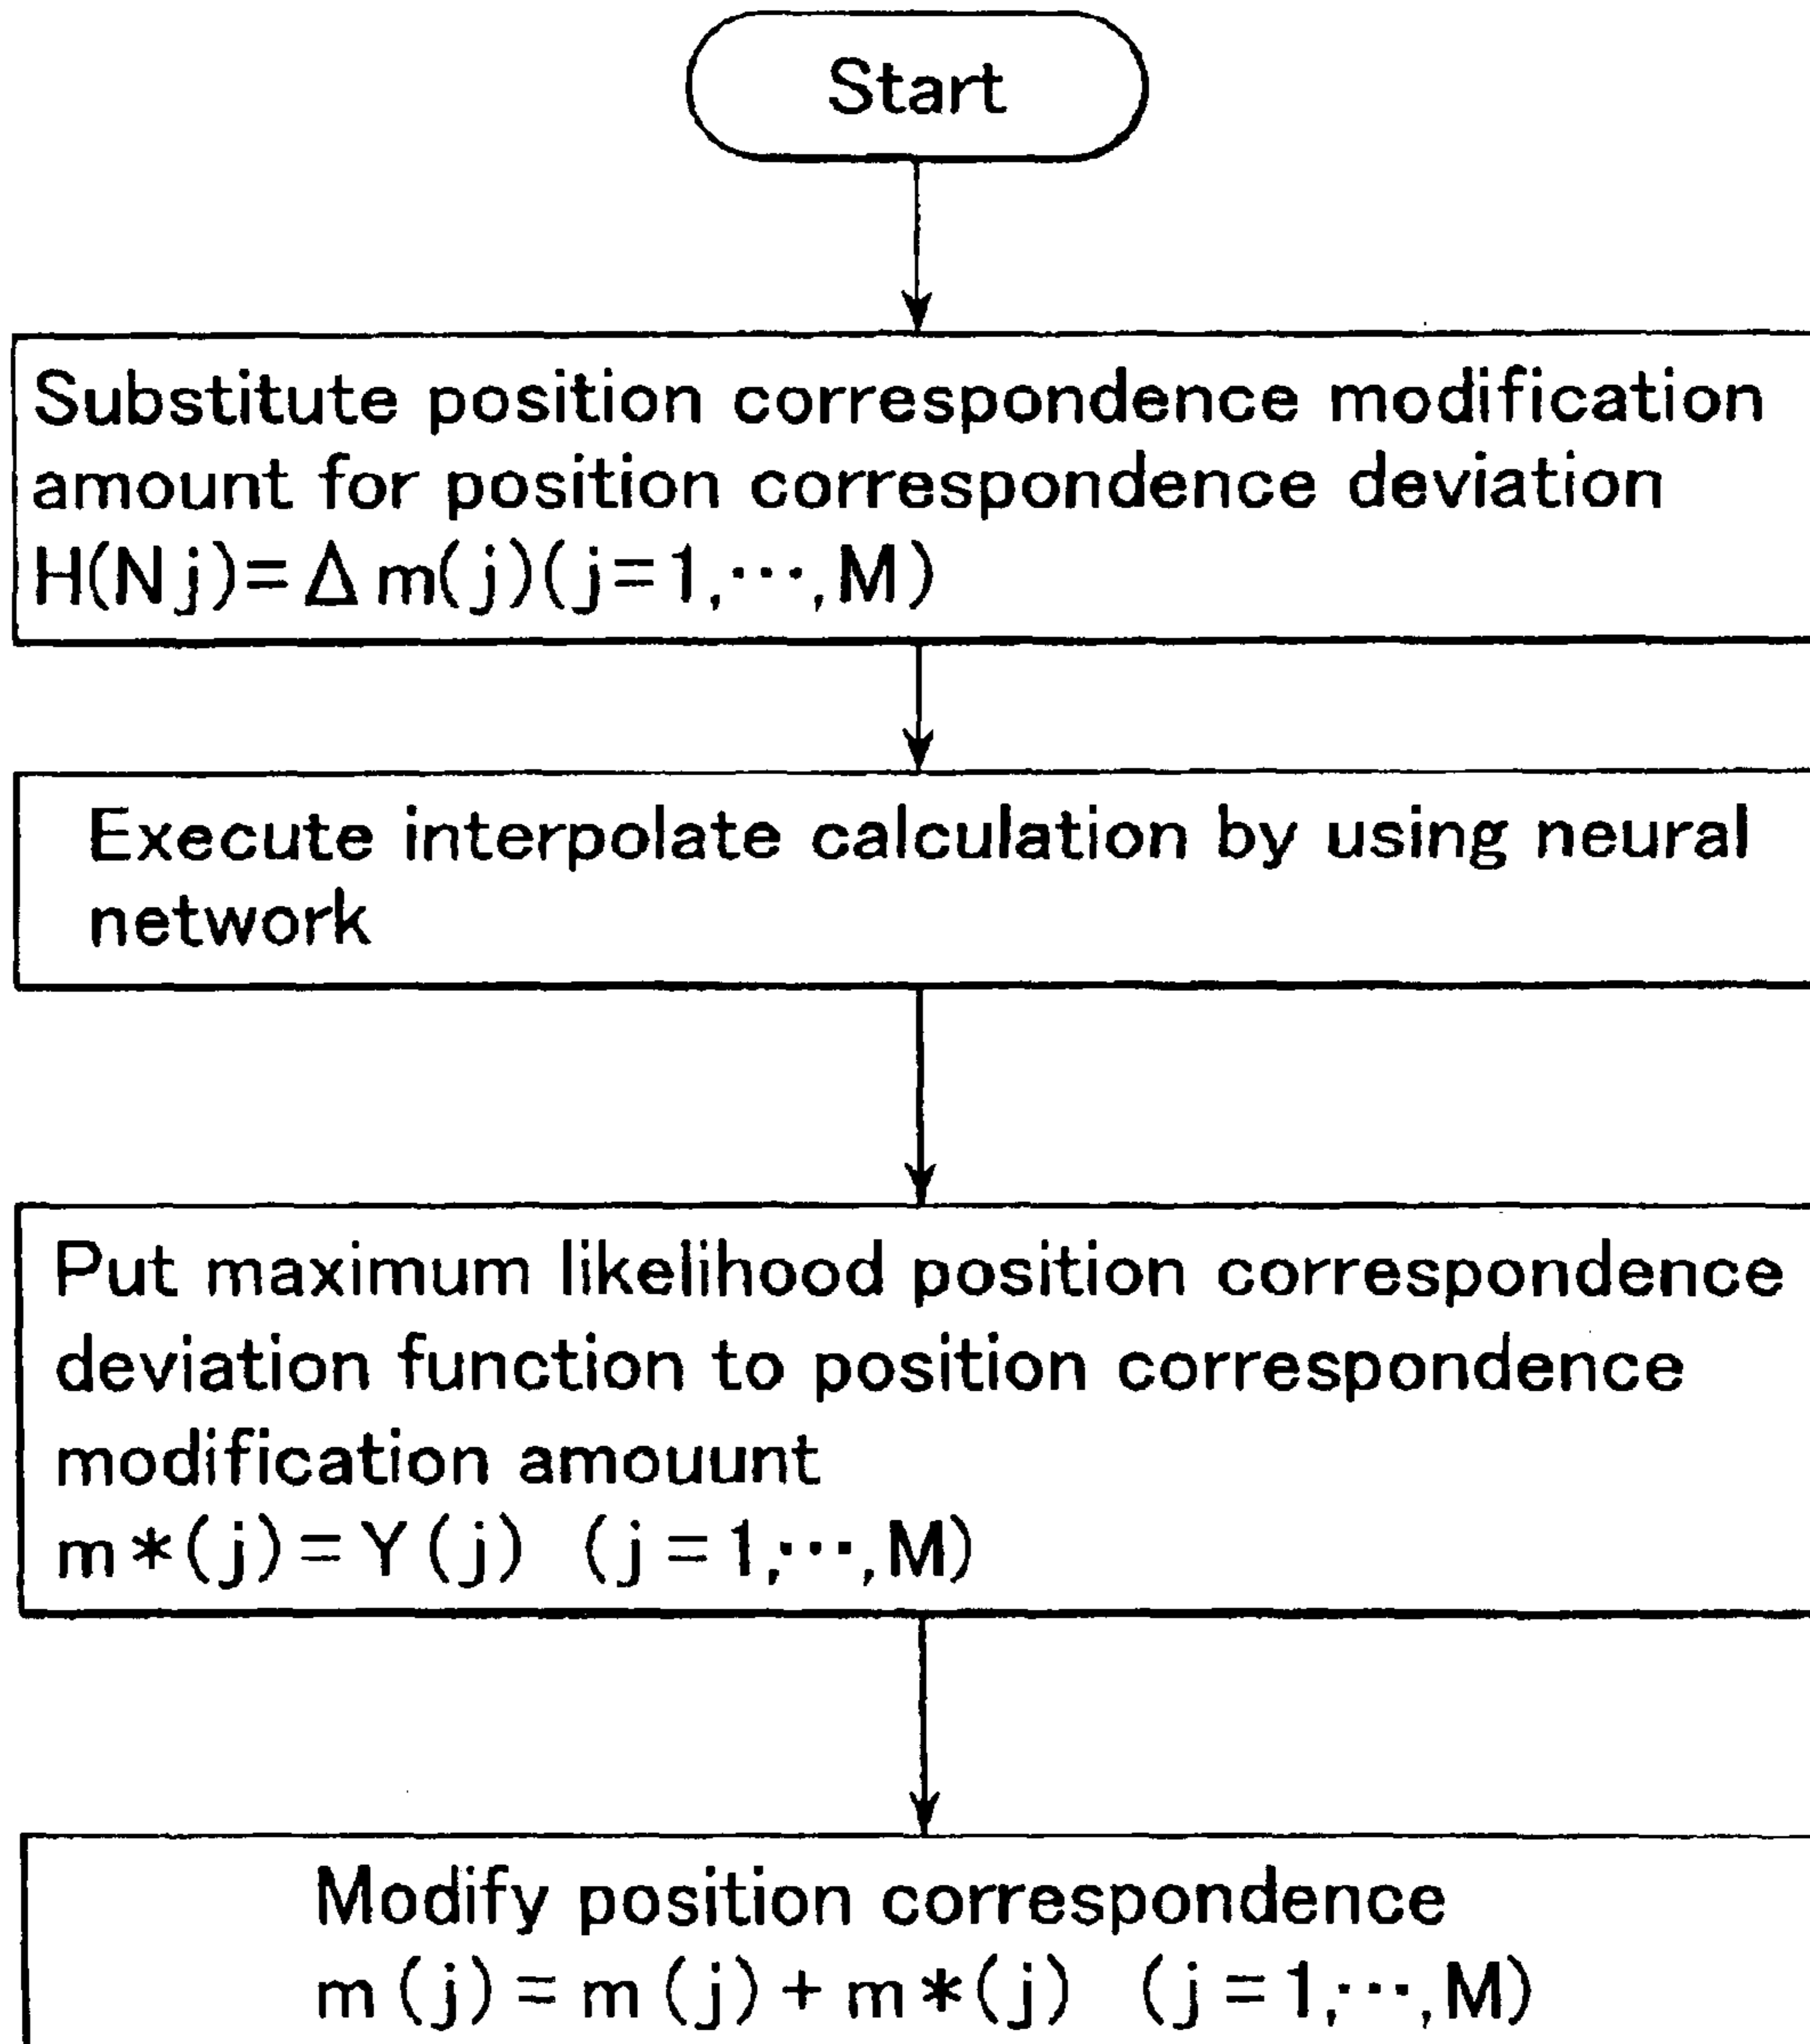 Start
Substitute position correspondence modification
amount for position correspondence deviation
H(Nj)=Δm(j)(j=1,⋯,M)
Execute interpolate calculation by using neural
network
Put maximum likelihood position correspondence
deviation function to position correspondence
modification amouunt
m*(j)=Y(j) (j=1,⋯,M)
Modify position correspondence
m(j)=m(j)+m*(j) (j=1,⋯,M)